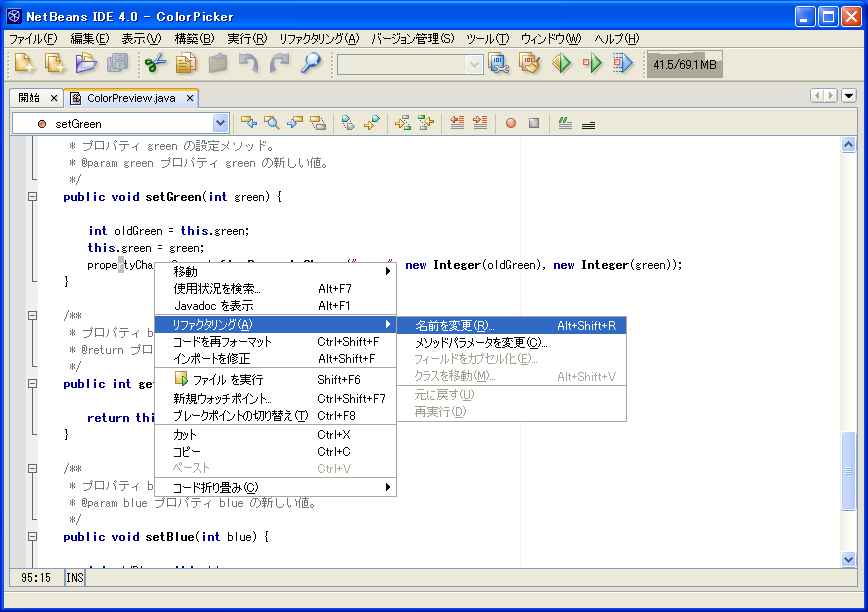 NetBeans IDE 4.0 - ColorPicker
ファイル(F) 編集(E) 表示(V) 構築(B) 実行(R) リファクタリング(A) バージョン管理(S) ツール(T) ウィンドウ(W) ヘルプ(H)
41.5/69.1MB
開始 × ColorPreview.java ×
setGreen
* プロパティ green の設定メソッド。
* @param green プロパティ green の新しい値。
*/
public void setGreen(int green) {
int oldGreen = this.green;
this.green = green;
propertyCha new Integer(oldGreen), new Integer(green));
}
/**
* プロパティ b
* @return プロ
*/
public int ge
return thi
}
/**
* プロパティ b
* @param blue プロパティ blue の新しい値。
*/
public void setBlue(int blue) {
移動
使用状況を検索... Alt+F7
Javadoc を表示 Alt+F1
リファクタリング(A)
コードを再フォーマット Ctrl+Shift+F
インポートを修正 Alt+Shift+F
ファイル を実行 Shift+F6
新規ウォッチポイント... Ctrl+Shift+F7
ブレークポイントの切り替え(T) Ctrl+F8
カット Ctrl+X
コピー Ctrl+C
ペースト Ctrl+V
コード折り畳み(C)
名前を変更(R)... Alt+Shift+R
メソッドパラメータを変更(C)...
フィールドをカプセル化(E)...
クラスを移動(M)... Alt+Shift+V
元に戻す(U)
再実行(D)
95:15 INS